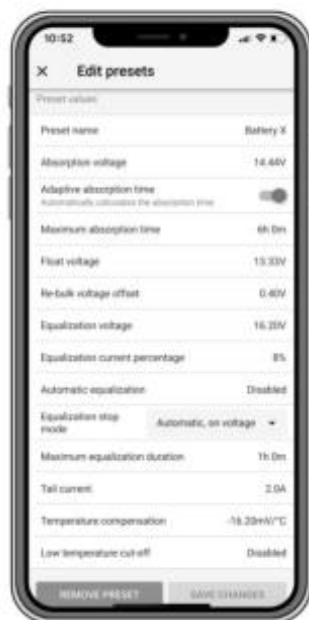 10:52
Edit presets
Preset values
Preset name Battery X
Absorption voltage 14.44V
Adaptive absorption time
Automatically calculates the absorption time
Maximum absorption time 6h 0m
Float voltage 13.33V
Re-bulk voltage offset 0.40V
Equalization voltage 16.20V
Equalization current percentage 8%
Automatic equalization Disabled
Equalization stop mode Automatic, on voltage
Maximum equalization duration 1h 0m
Tail current 2.0A
Temperature compensation -16.20mV/°C
Low temperature cut-off Disabled
REMOVE PRESET SAVE CHANGES